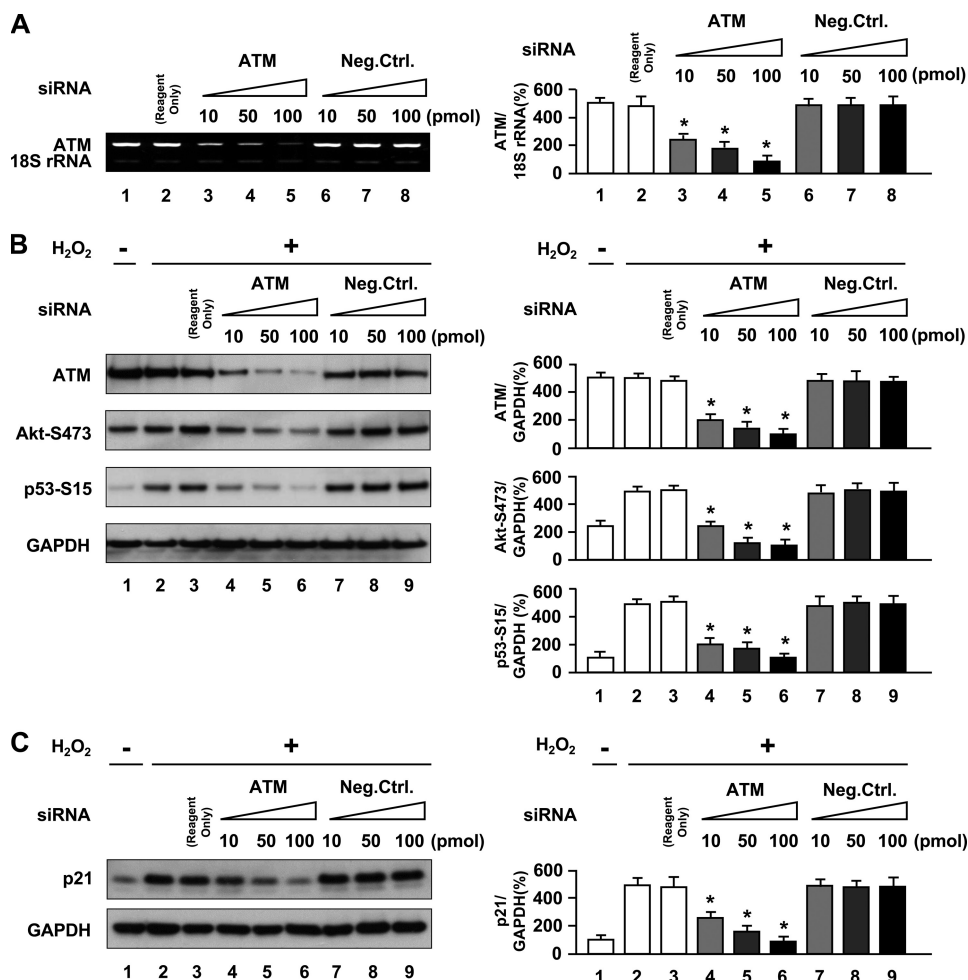 A
siRNA
(Reagent Only)
ATM
Neg.Ctrl.
10 50 100 10 50 100 (pmol)
ATM
18S rRNA
1 2 3 4 5 6 7 8
siRNA
(Reagent Only)
ATM
Neg.Ctrl.
10 50 100 10 50 100 (pmol)
ATM/
18S rRNA(%)
600
400
200
0
* * *
1 2 3 4 5 6 7 8
B
H2O2 - +
siRNA
(Reagent Only)
ATM
Neg.Ctrl.
10 50 100 10 50 100 (pmol)
ATM
Akt-S473
p53-S15
GAPDH
1 2 3 4 5 6 7 8 9
H2O2 - +
siRNA
(Reagent Only)
ATM
Neg.Ctrl.
10 50 100 10 50 100 (pmol)
ATM/
GAPDH(%)
600
400
200
0
* * *
Akt-S473/
GAPDH(%)
600
400
200
0
* * *
p53-S15/
GAPDH (%)
600
400
200
0
* * *
1 2 3 4 5 6 7 8 9
C
H2O2 - +
siRNA
(Reagent Only)
ATM
Neg.Ctrl.
10 50 100 10 50 100 (pmol)
p21
GAPDH
1 2 3 4 5 6 7 8 9
H2O2 - +
siRNA
(Reagent Only)
ATM
Neg.Ctrl.
10 50 100 10 50 100 (pmol)
p21/
GAPDH(%)
600
400
200
0
* * *
1 2 3 4 5 6 7 8 9